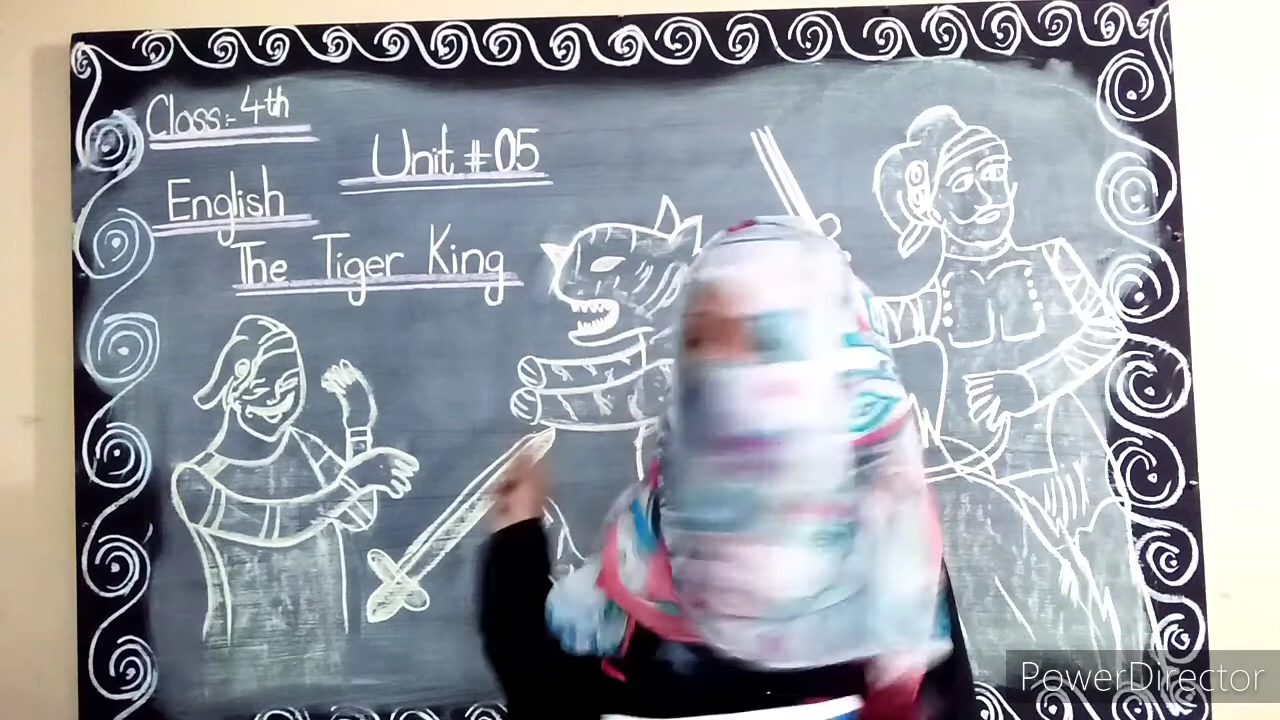 Class:- 4th
Unit # 05
English
The Tiger King
PowerDirector